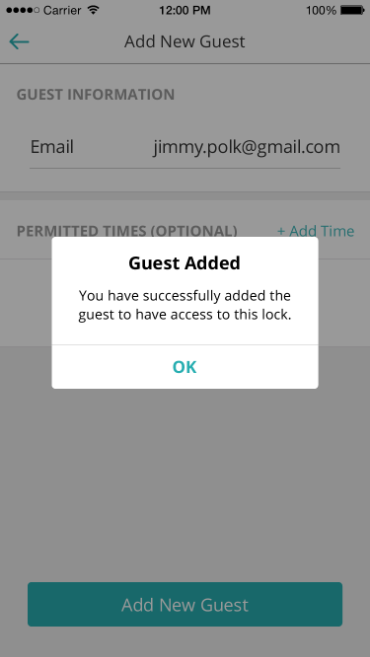 Carrier 12:00 PM 100%
Add New Guest
GUEST INFORMATION
Email jimmy.polk@gmail.com
PERMITTED TIMES (OPTIONAL) + Add Time
Guest Added
You have successfully added the
guest to have access to this lock.
OK
Add New Guest